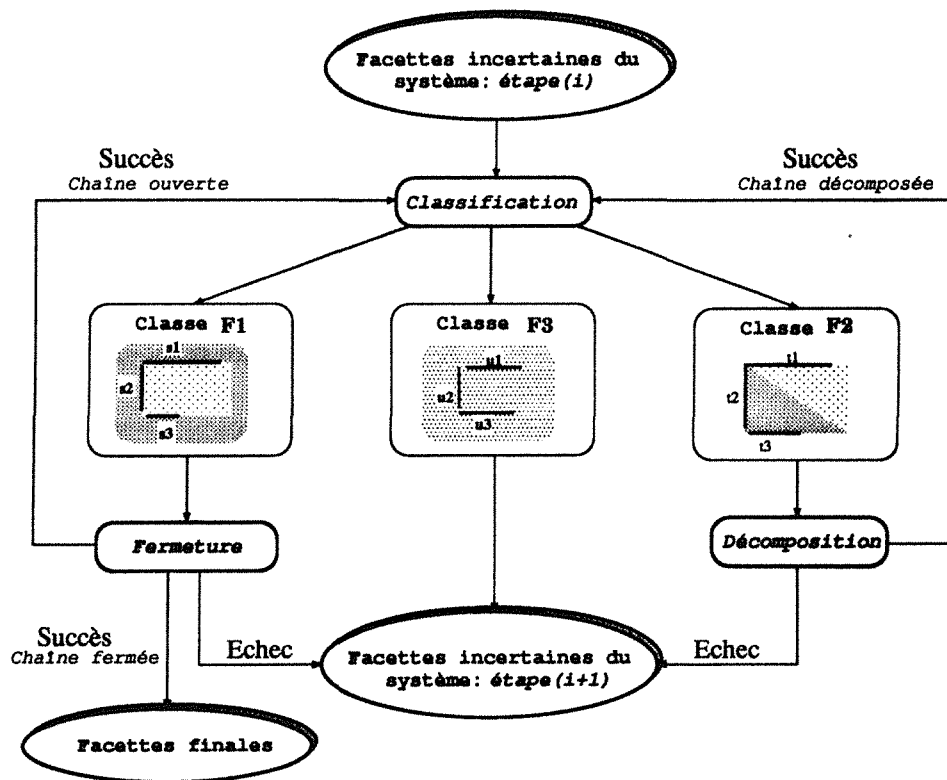 Facettes incertaines du
système: étape(i)
Succès
Chaîne ouverte
Succès
Chaîne décomposée
Classification
Classe F1
s1
s2
s3
Classe F3
u1
u2
u3
Classe F2
t1
t2
t3
Fermeture
Décomposition
Succès
Chaîne fermée
Echec
Facettes incertaines du
système: étape(i+1)
Echec
Facettes finales